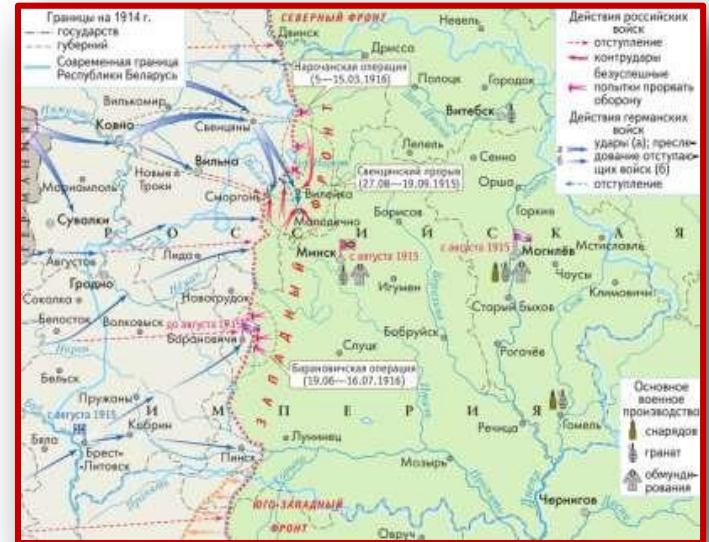 Границы на 1914 г.
государств
губерний
Современная граница
Республики Беларусь
СЕВЕРНЫЙ ФРОНТ
Невель
Двинск
Дрисса
Действия российских
войск
отступление
контрудары
безуспешные
попытки прорвать
оборону
Действия германских
войск
удары (а); пресле-
дование отступаю-
щих войск (б)
отступление
Нарочанская операция
(5—15.03.1916)
Полоцк
Городок
Витебск
Вилькомир
Ковно
Свенцяны
Лепель
Сенно
Вильно
Мариамполь
Новые
Троки
Сморгонь
Вилейка
Свенцянский прорыв
(27.08—19.09.1915)
Орша
Борисов
Горки
Сувалки
Молодечно
РОССИЙСКАЯ
Минск
с августа 1915
с августа 1915
Могилёв
Мстиславль
Чаусы
Августов
Лида
Гродно
Игумен
Климовичи
Соколка
Новогрудок
Старый Быхов
Белосток
Волковыск
до августа 1915
Барановичи
Бобруйск
Слуцк
Рогачёв
ЗАПАДНЫЙ ФРОНТ
Барановичская операция
(19.06—16.07.1916)
Бельск
Пружаны
ИМПЕРИЯ
с августа 1915
Кобрин
Бяла
Брест-
Литовск
Пинск
Лунинец
Речица
Гомель
Мозырь
Основное
военное
производство
снарядов
гранат
обмунди-
рования
Чернигов
ЮГО-ЗАПАДНЫЙ
ФРОНТ
Овруч